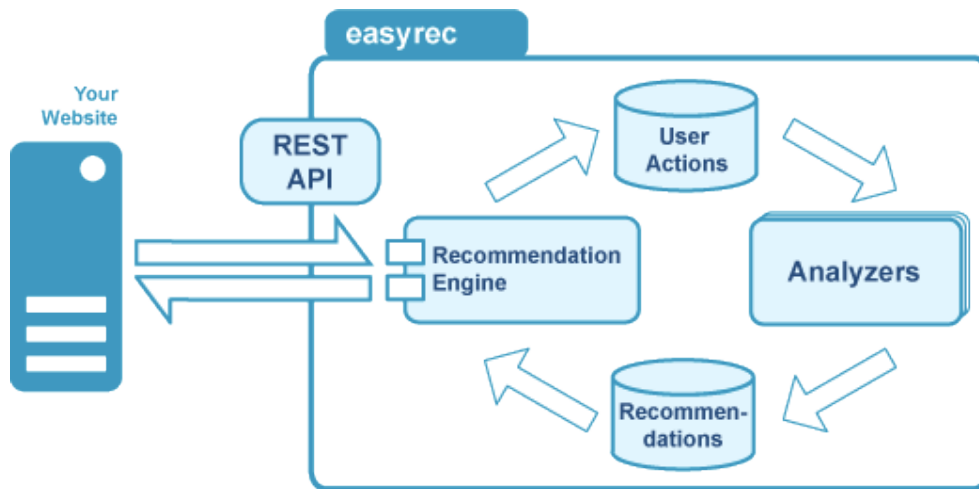 easyrec
Your
Website
REST
API
User
Actions
Recommendation
Engine
Analyzers
Recommen-
dations